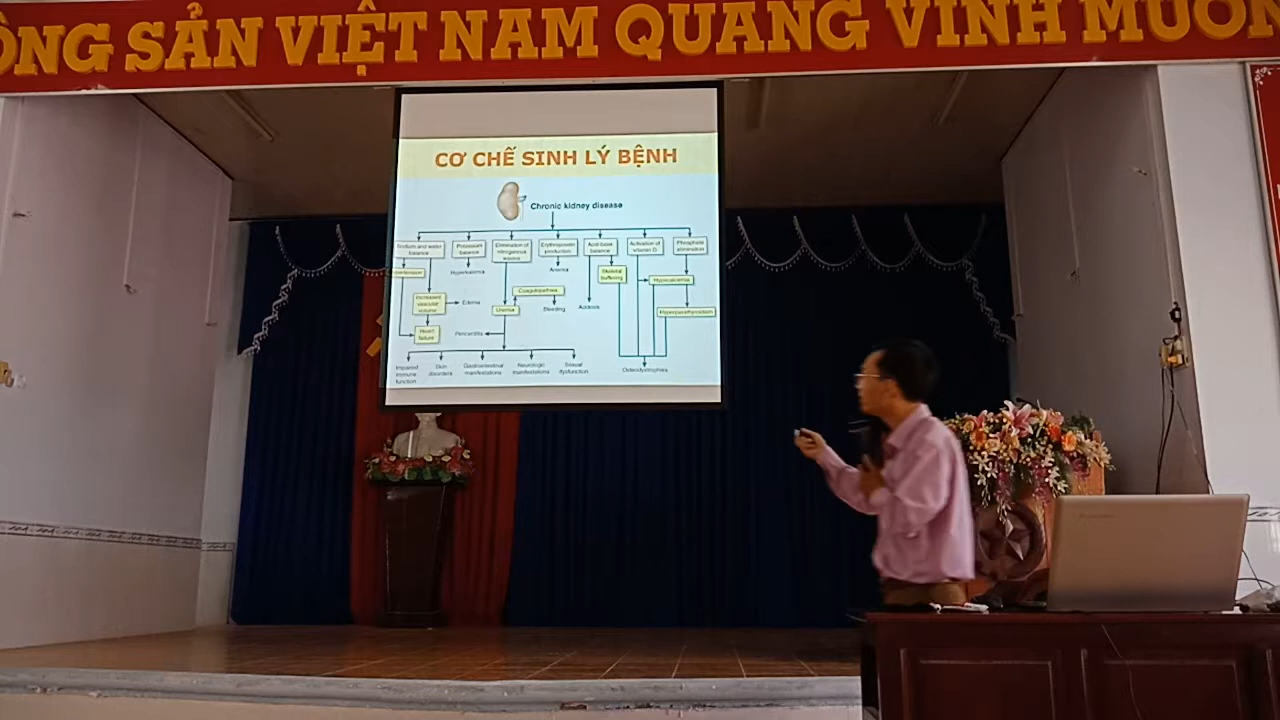 ÔNG SẢN VIỆT NAM QUANG VINH MUÔN
CƠ CHẾ SINH LÝ BỆNH
Chronic kidney disease
Sodium and water
balance
Potassium
balance
Elimination of
nitrogenous
wastes
Erythropoietin
production
Acid-base
balance
Activation of
vitamin D
Phosphate
elimination
Hyperkalemia
Anemia
Skeletal
buffering
Hypocalcemia
Coagulopathies
Increased
vascular
volume
Edema
Uremia
Bleeding
Acidosis
Hyperparathyroidism
Heart
failure
Pericarditis
Impaired
immune
function
Skin
disorders
Gastrointestinal
manifestations
Neurologic
manifestations
Sexual
dysfunction
Osteodystrophies